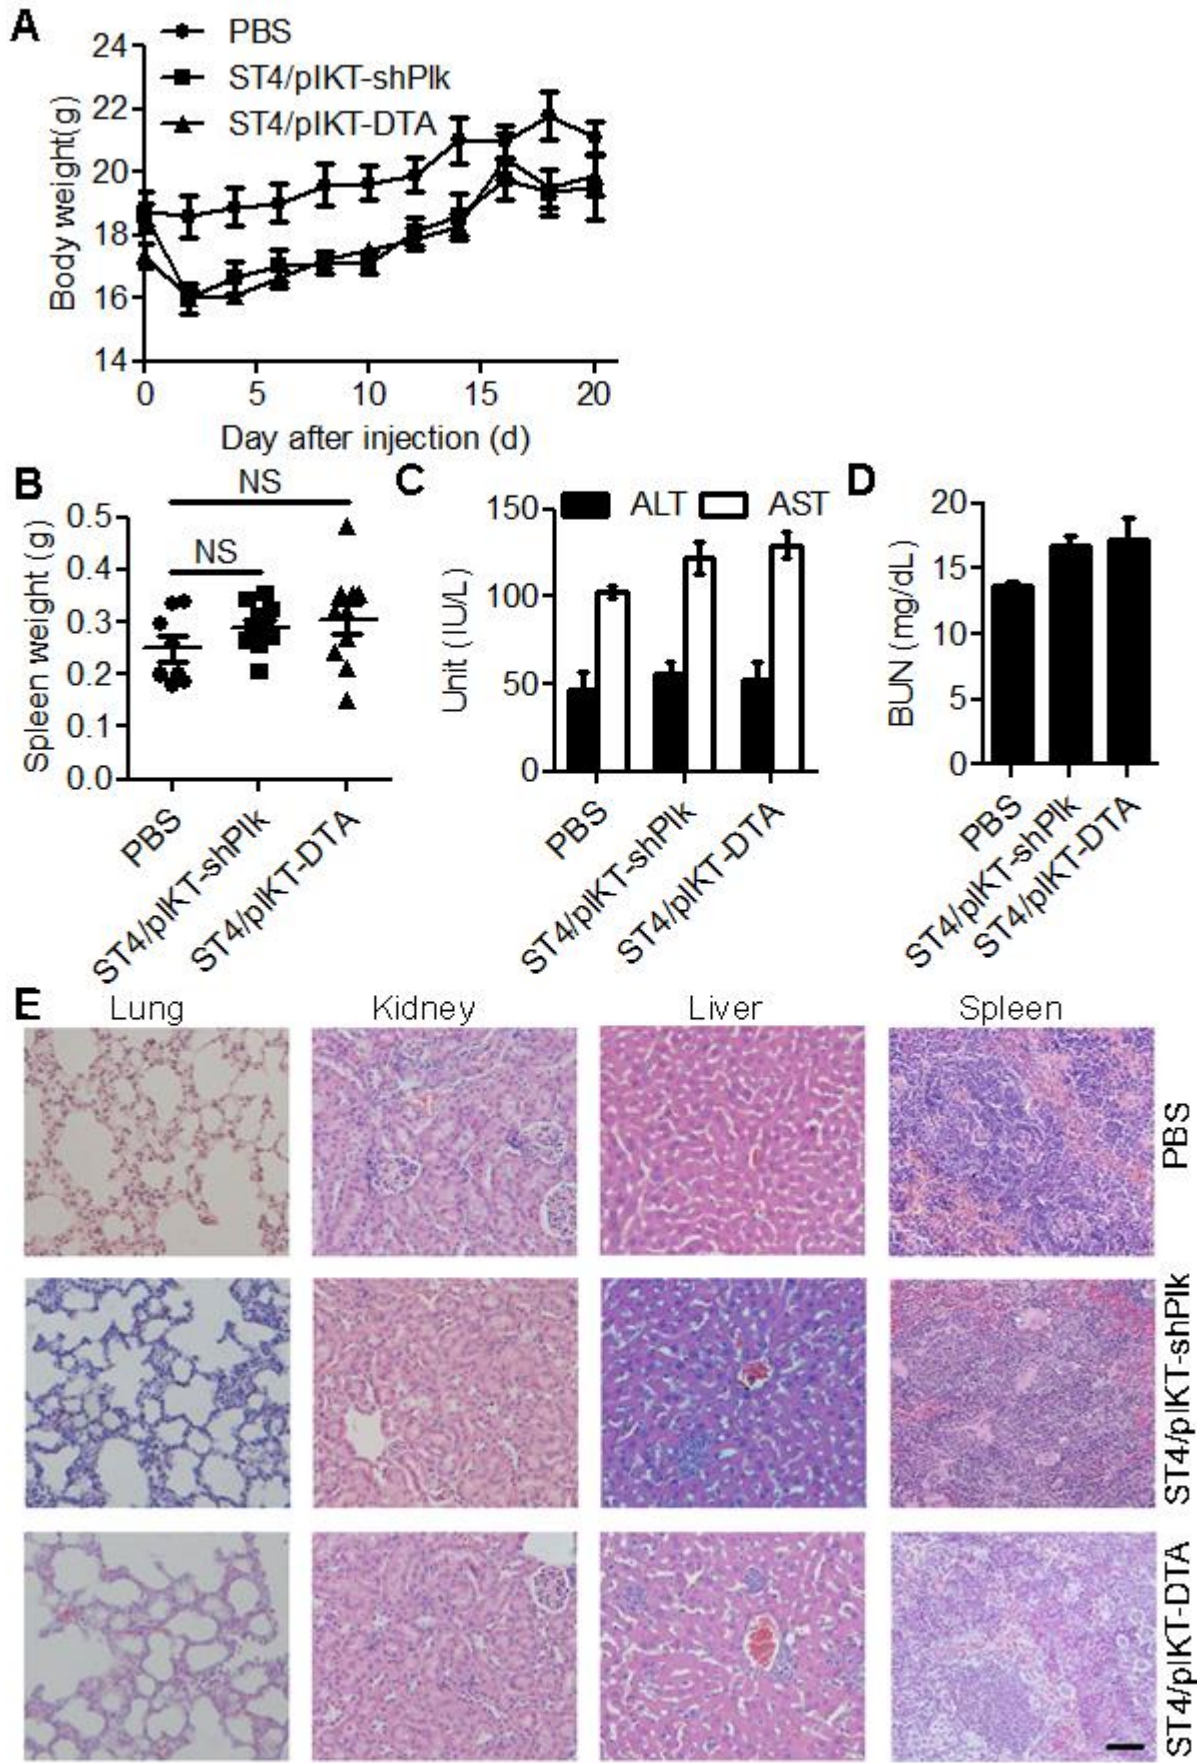 A
PBS
ST4/pIKT-shPlk
ST4/pIKT-DTA
24
22
20
18
16
14
Body weight(g)
0 5 10 15 20
Day after injection (d)
B
NS
NS
0.5
0.4
0.3
0.2
0.1
0.0
Spleen weight (g)
PBS
ST4/pIKT-shPlk
ST4/pIKT-DTA
C
ALT AST
150
100
50
0
Unit (IU/L)
PBS
ST4/pIKT-shPlk
ST4/pIKT-DTA
D
20
15
10
5
0
BUN (mg/dL)
PBS
ST4/pIKT-shPlk
ST4/pIKT-DTA
E
Lung Kidney Liver Spleen
PBS
ST4/pIKT-shPlk
ST4/pIKT-DTA